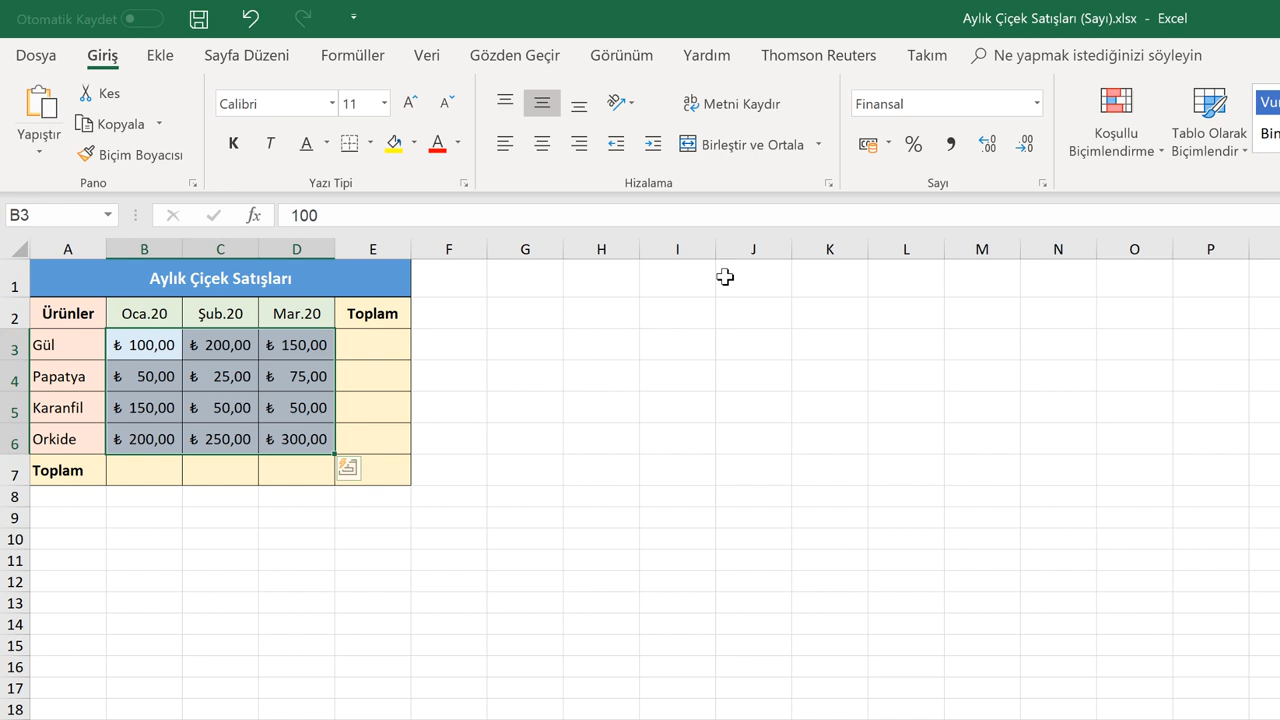 Otomatik Kaydet
Aylık Çiçek Satışları (Sayı).xlsx - Excel
Dosya Giriş Ekle Sayfa Düzeni Formüller Veri Gözden Geçir Görünüm Yardım Thomson Reuters Takım Ne yapmak istediğinizi söyleyin
Yapıştır
Kes
Kopyala
Biçim Boyacısı
Pano
Calibri 11
K T A A
Yazı Tipi
Metni Kaydır
Birleştir ve Ortala
Hizalama
Finansal
% , ,00 ,00
Sayı
Koşullu
Biçimlendirme
Tablo Olarak
Biçimlendir
B3 fx 100
A B C D E F G H I J K L M N O P
1 Aylık Çiçek Satışları
2 Ürünler Oca.20 Şub.20 Mar.20 Toplam
3 Gül ₺ 100,00 ₺ 200,00 ₺ 150,00
4 Papatya ₺ 50,00 ₺ 25,00 ₺ 75,00
5 Karanfil ₺ 150,00 ₺ 50,00 ₺ 50,00
6 Orkide ₺ 200,00 ₺ 250,00 ₺ 300,00
7 Toplam
8
9
10
11
12
13
14
15
16
17
18